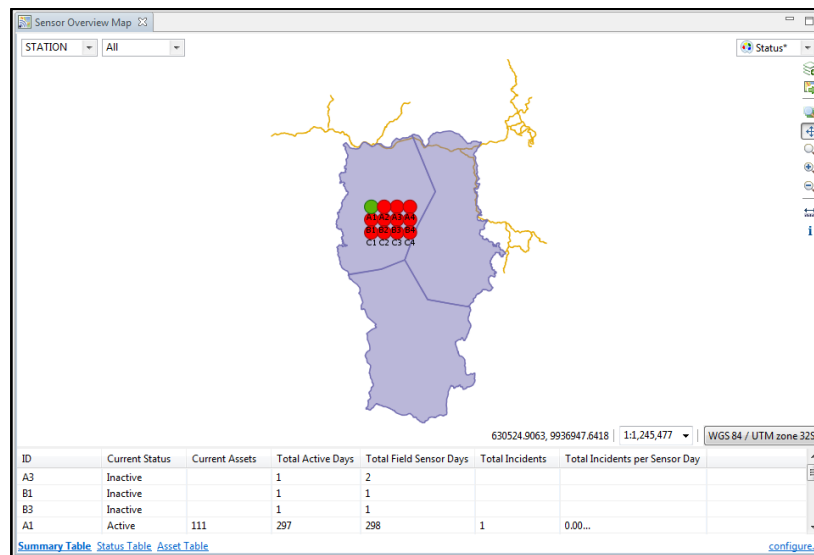 Sensor Overview Map
STATION All Status*
A1 A2 A3 A4
B1 B2 B3 B4
C1 C2 C3 C4
630524.9063, 9936947.6418 1:1,245,477 WGS 84 / UTM zone 32S
ID Current Status Current Assets Total Active Days Total Field Sensor Days Total Incidents Total Incidents per Sensor Day
A3 Inactive 1 2
B1 Inactive 1 1
B3 Inactive 1 1
A1 Active 111 297 298 1 0.00...
Summary Table Status Table Asset Table configure.